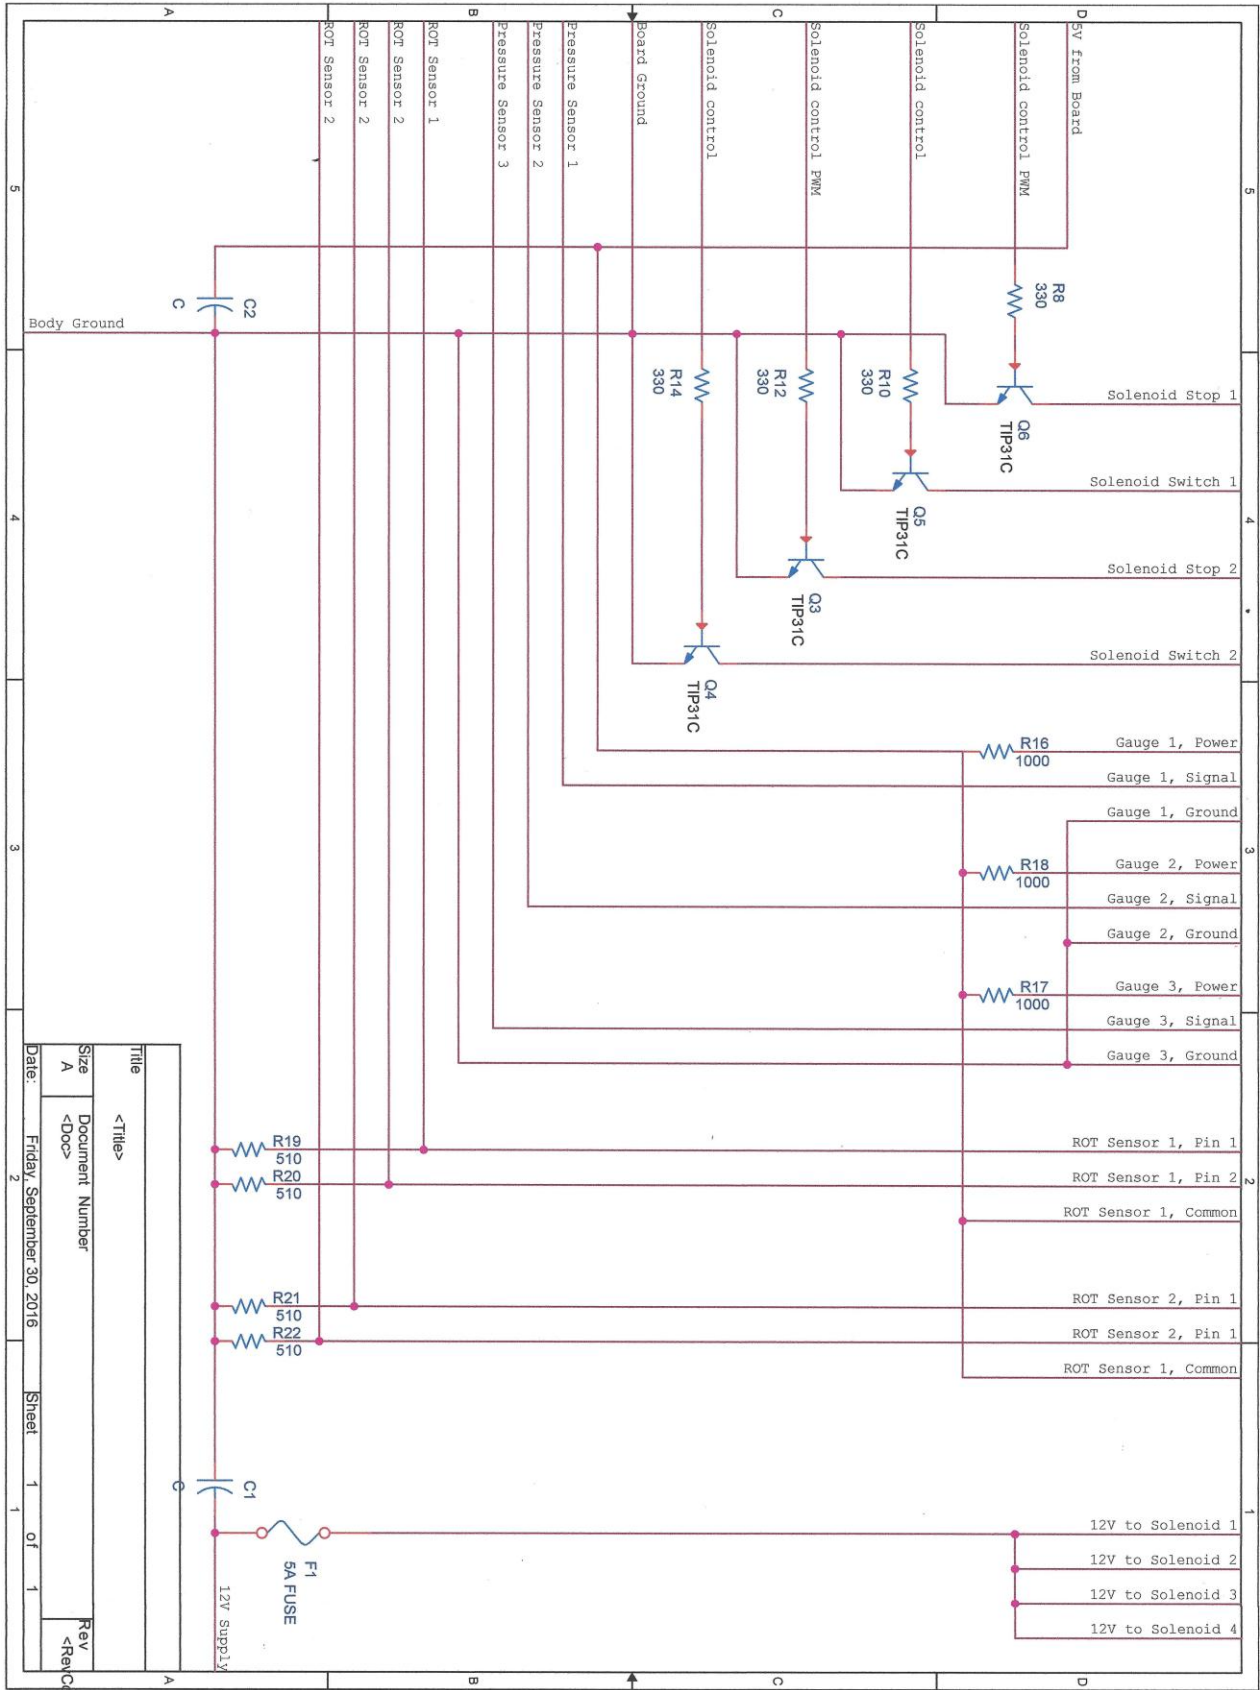 5
4
3
2
1
D
C
B
A
5V from Board
Solenoid control PWM
Solenoid control
Solenoid control PWM
Solenoid control
Board Ground
Pressure Sensor 1
Pressure Sensor 2
Pressure Sensor 3
ROT Sensor 1
ROT Sensor 2
ROT Sensor 2
ROT Sensor 2
R8
330
R10
330
R12
330
R14
330
Q6
TIP31C
Q5
TIP31C
Q3
TIP31C
Q4
TIP31C
C2
C
Body Ground
Solenoid Stop 1
Solenoid Switch 1
Solenoid Stop 2
Solenoid Switch 2
R16
1000
Gauge 1, Power
Gauge 1, Signal
Gauge 1, Ground
R18
1000
Gauge 2, Power
Gauge 2, Signal
Gauge 2, Ground
R17
1000
Gauge 3, Power
Gauge 3, Signal
Gauge 3, Ground
R19
510
R20
510
ROT Sensor 1, Pin 1
ROT Sensor 1, Pin 2
ROT Sensor 1, Common
R21
510
R22
510
ROT Sensor 2, Pin 1
ROT Sensor 2, Pin 1
ROT Sensor 1, Common
C1
C
F1
5A FUSE
12V Supply
12V to Solenoid 1
12V to Solenoid 2
12V to Solenoid 3
12V to Solenoid 4
Title
<Title>
Size
A
Document Number
<Doc>
Rev
<RevCo
Date:
Friday, September 30, 2016
Sheet
1
of
1
5
4
3
2
1
D
C
B
A